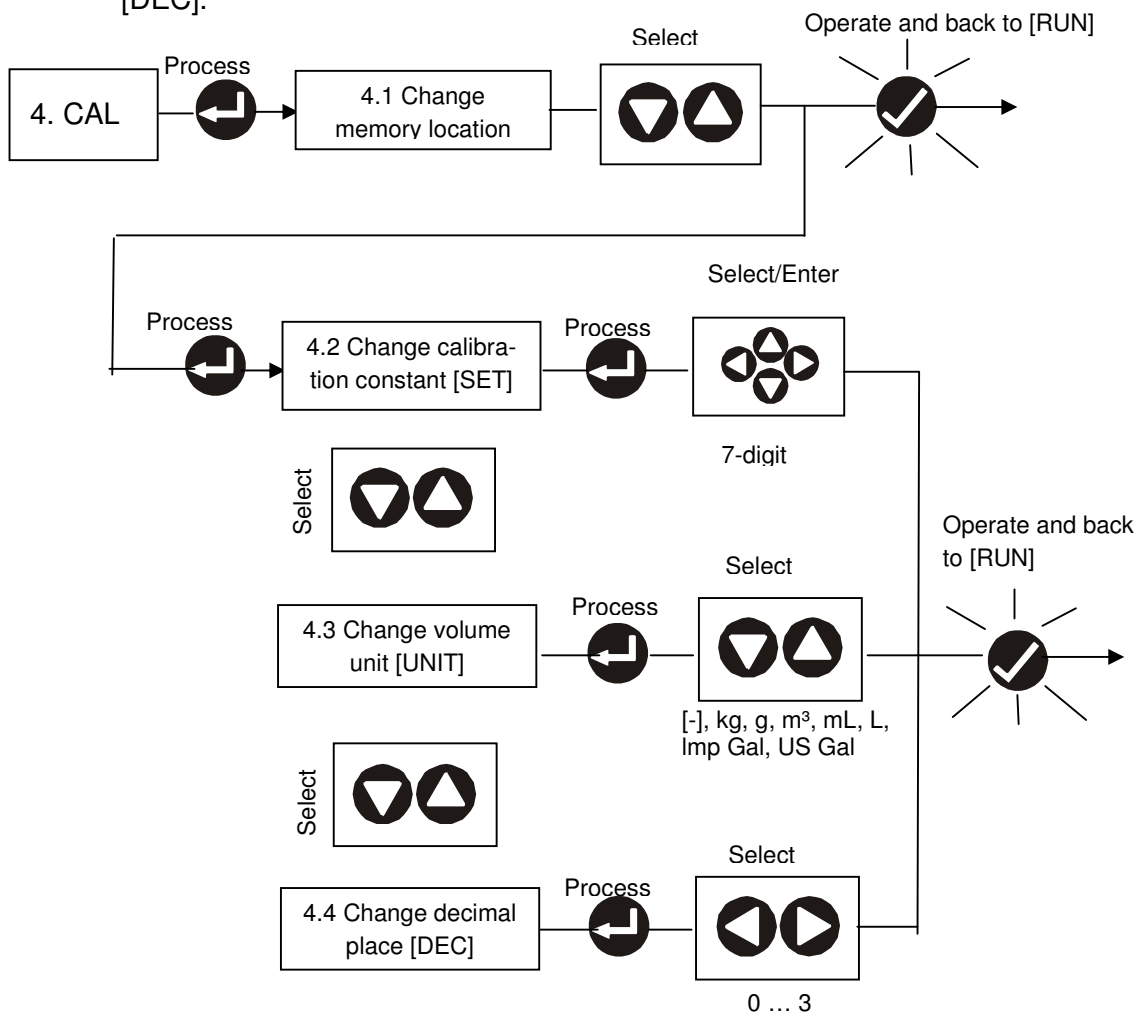 [DEC].
Operate and back to [RUN]
Select
Process
4. CAL
4.1 Change
memory location
Select/Enter
Process
4.2 Change calibra-
tion constant [SET]
Process
7-digit
Select
Operate and back
to [RUN]
Select
Process
4.3 Change volume
unit [UNIT]
[-], kg, g, m³, mL, L,
Imp Gal, US Gal
Select
Select
Process
4.4 Change decimal
place [DEC]
0 … 3